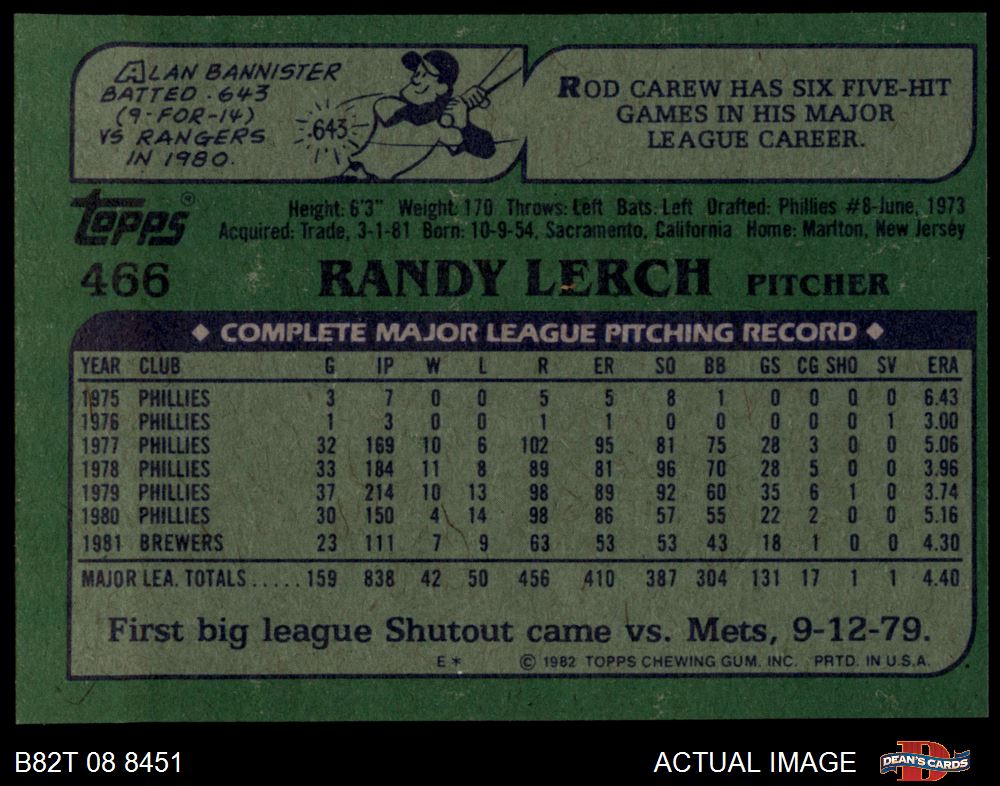 ALAN BANNISTER
BATTED .643
(9-FOR-14)
VS RANGERS
IN 1980.
.643
ROD CAREW HAS SIX FIVE-HIT
GAMES IN HIS MAJOR
LEAGUE CAREER.
Topps®
Height: 6'3" Weight: 170 Throws: Left Bats: Left Drafted: Phillies #8-June, 1973
Acquired: Trade, 3-1-81 Born: 10-9-54, Sacramento, California Home: Marlton, New Jersey
466 RANDY LERCH PITCHER
◆ COMPLETE MAJOR LEAGUE PITCHING RECORD ◆
YEAR CLUB G IP W L R ER SO BB GS CG SHO SV ERA
1975 PHILLIES 3 7 0 0 5 5 8 1 0 0 0 0 6.43
1976 PHILLIES 1 3 0 0 1 1 0 0 0 0 0 1 3.00
1977 PHILLIES 32 169 10 6 102 95 81 75 28 3 0 0 5.06
1978 PHILLIES 33 184 11 8 89 81 96 70 28 5 0 0 3.96
1979 PHILLIES 37 214 10 13 98 89 92 60 35 6 1 0 3.74
1980 PHILLIES 30 150 4 14 98 86 57 55 22 2 0 0 5.16
1981 BREWERS 23 111 7 9 63 53 53 43 18 1 0 0 4.30
MAJOR LEA. TOTALS.....159 838 42 50 456 410 387 304 131 17 1 1 4.40
First big league Shutout came vs. Mets, 9-12-79.
E * © 1982 TOPPS CHEWING GUM, INC. PRTD. IN U.S.A.
B82T 08 8451 ACTUAL IMAGE D DEAN'S CARDS